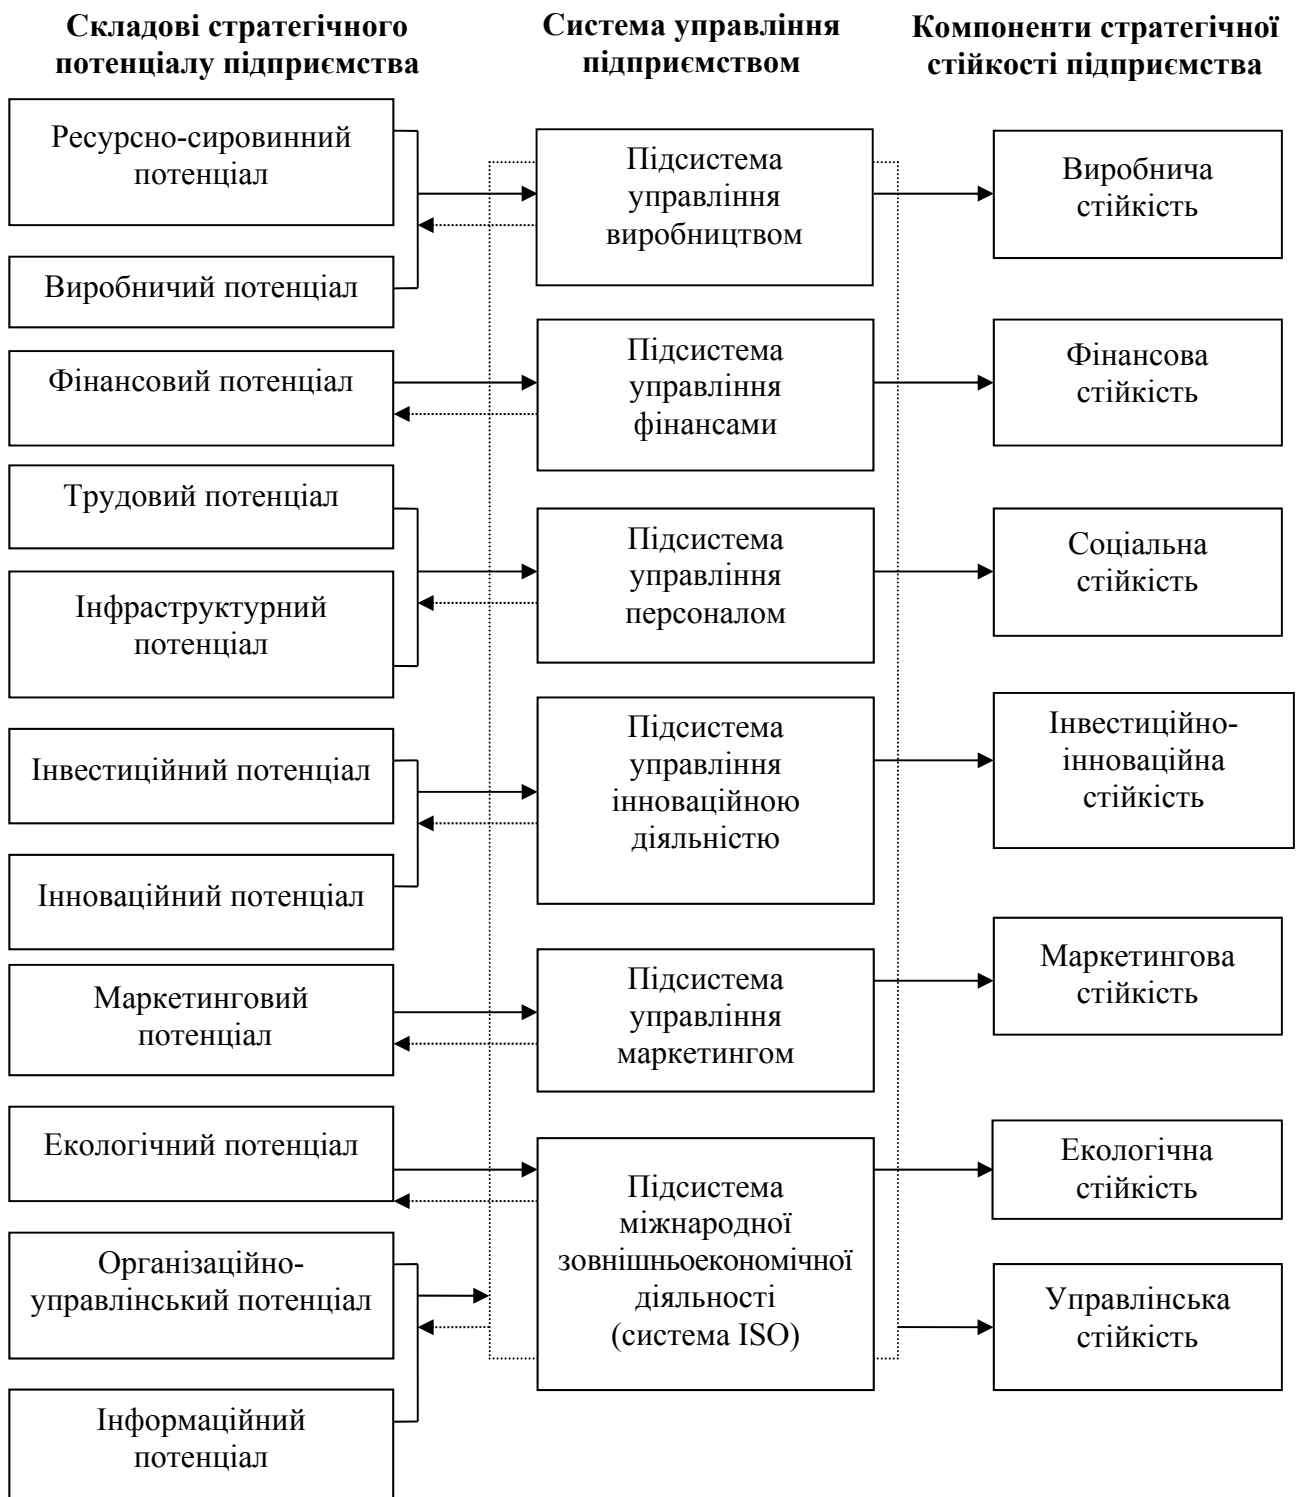 Складові стратегічного
потенціалу підприємства
Система управління
підприємством
Компоненти стратегічної
стійкості підприємства
Ресурсно-сировинний
потенціал
Виробничий потенціал
Фінансовий потенціал
Трудовий потенціал
Інфраструктурний
потенціал
Інвестиційний потенціал
Інноваційний потенціал
Маркетинговий
потенціал
Екологічний потенціал
Організаційно-
управлінський потенціал
Інформаційний
потенціал
Підсистема
управління
виробництвом
Підсистема
управління
фінансами
Підсистема
управління
персоналом
Підсистема
управління
інноваційною
діяльністю
Підсистема
управління
маркетингом
Підсистема
міжнародної
зовнішньоекономічної
діяльності
(система ISO)
Виробнича
стійкість
Фінансова
стійкість
Соціальна
стійкість
Інвестиційно-
інноваційна
стійкість
Маркетингова
стійкість
Екологічна
стійкість
Управлінська
стійкість